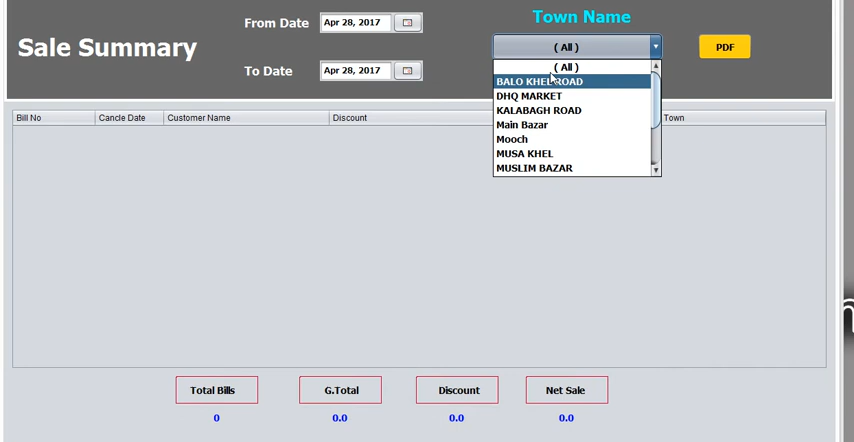 Sale Summary
From Date
Apr 28, 2017
To Date
Apr 28, 2017
Town Name
( All )
PDF
( All )
BALO KHEL ROAD
DHQ MARKET
KALABAGH ROAD
Main Bazar
Mooch
MUSA KHEL
MUSLIM BAZAR
Bill No Cancle Date Customer Name Discount Town
Total Bills G.Total Discount Net Sale
0 0.0 0.0 0.0